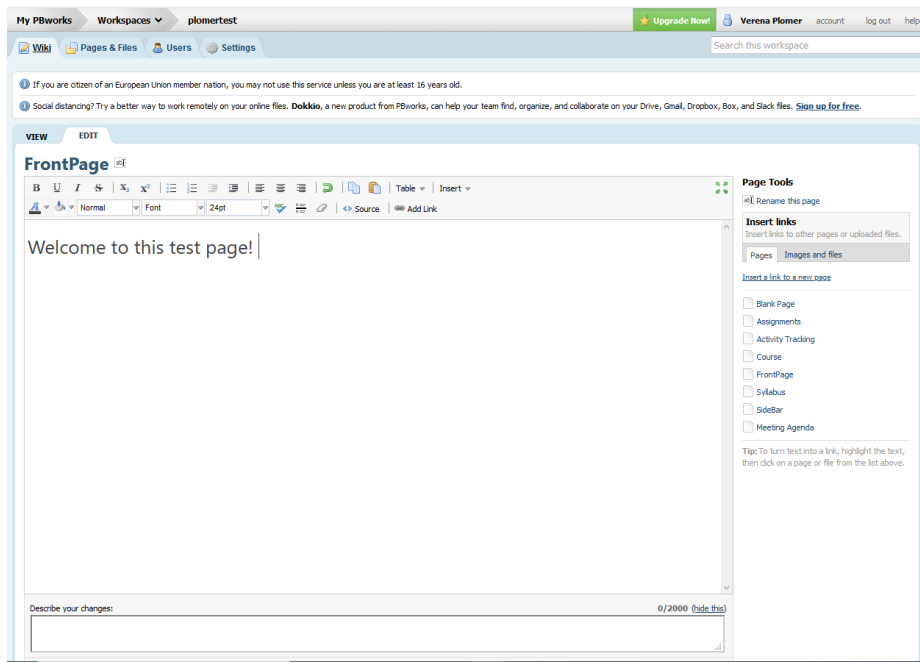 My PBworks Workspaces plomertest Upgrade Now! Verena Plomer account log out help
Wiki Pages & Files Users Settings Search this workspace
If you are citizen of an European Union member nation, you may not use this service unless you are at least 16 years old.
Social distancing? Try a better way to work remotely on your online files. Dokkio, a new product from PBworks, can help your team find, organize, and collaborate on your Drive, Gmail, Dropbox, Box, and Slack files. Sign up for free.
VIEW EDIT
FrontPage
B U I S X₂ x² Table Insert
A Normal Font 24pt ABC Source Add Link
Welcome to this test page!
Describe your changes: 0/2000 (hide this)
Page Tools
Rename this page
Insert links
Insert links to other pages or uploaded files.
Pages Images and files
Insert a link to a new page
Blank Page
Assignments
Activity Tracking
Course
FrontPage
Syllabus
SideBar
Meeting Agenda
Tip: To turn text into a link, highlight the text,
then click on a page or file from the list above.